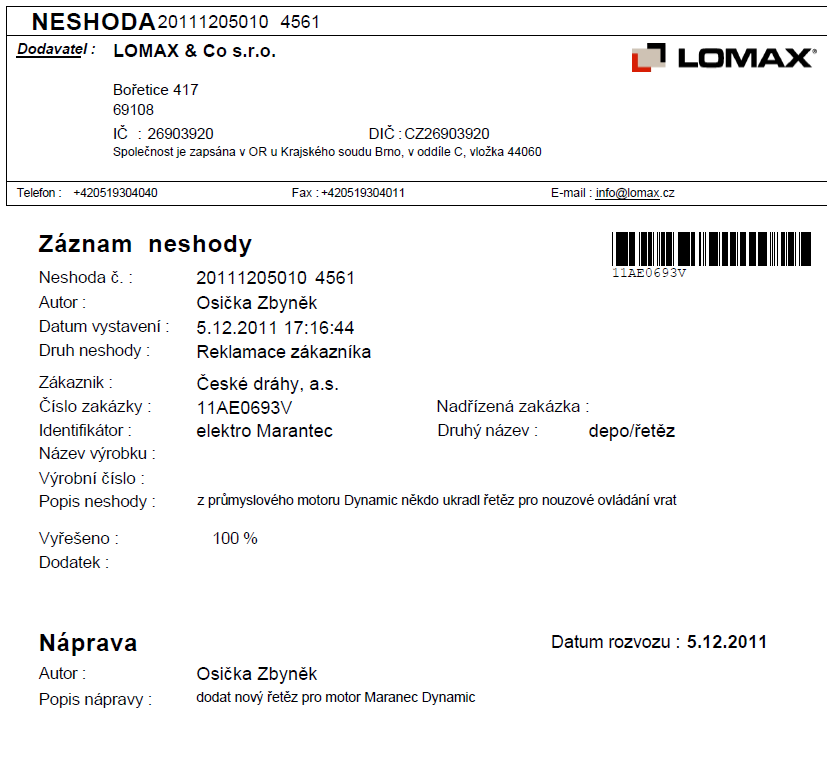 NESHODA 20111205010 4561
Dodavatel : LOMAX & Co s.r.o.
LOMAX®
Bořetice 417
69108
IČ : 26903920 DIČ : CZ26903920
Společnost je zapsána v OR u Krajského soudu Brno, v oddíle C, vložka 44060
Telefon : +420519304040 Fax : +420519304011 E-mail : info@lomax.cz
Záznam neshody
11AE0693V
Neshoda č. : 20111205010 4561
Autor : Osička Zbyněk
Datum vystavení : 5.12.2011 17:16:44
Druh neshody : Reklamace zákazníka
Zákaznik : České dráhy, a.s.
Číslo zakázky : 11AE0693V Nadřízená zakázka :
Identifikátor : elektro Marantec Druhý název : depo/řetěz
Název výrobku :
Výrobní číslo :
Popis neshody : z průmyslového motoru Dynamic někdo ukradl řetěz pro nouzové ovládání vrat
Vyřešeno : 100 %
Dodatek :
Náprava Datum rozvozu : 5.12.2011
Autor : Osička Zbyněk
Popis nápravy : dodat nový řetěz pro motor Maranec Dynamic